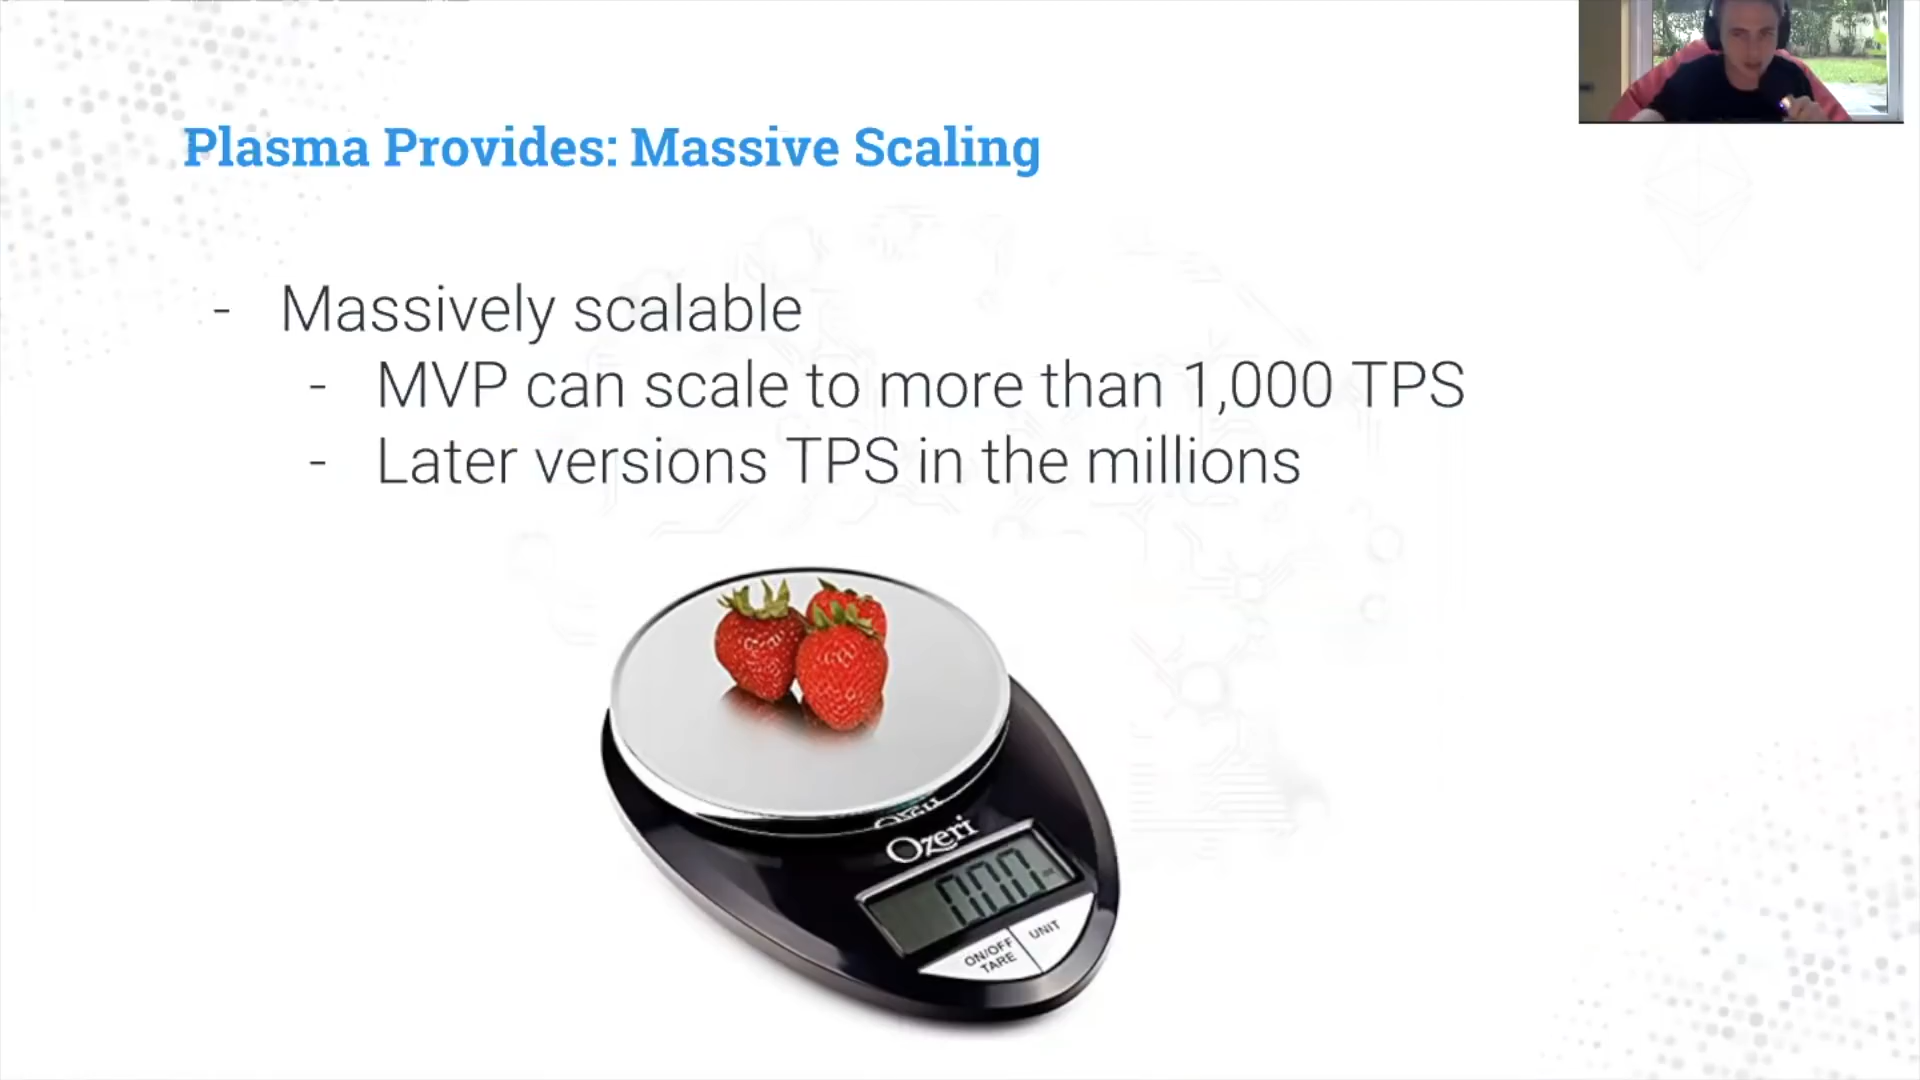 Plasma Provides: Massive Scaling
- Massively scalable
- MVP can scale to more than 1,000 TPS
- Later versions TPS in the millions
Ozeri
000
ON/OFF
TARE
UNIT